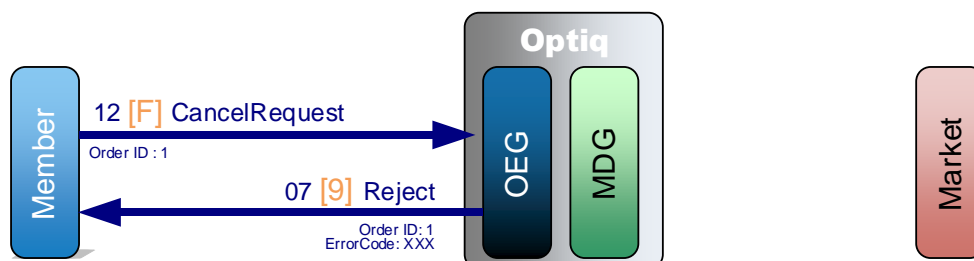 Optiq
Member
12 [F] CancelRequest
Order ID : 1
07 [9] Reject
Order ID: 1
ErrorCode: XXX
OEG
MDG
Market